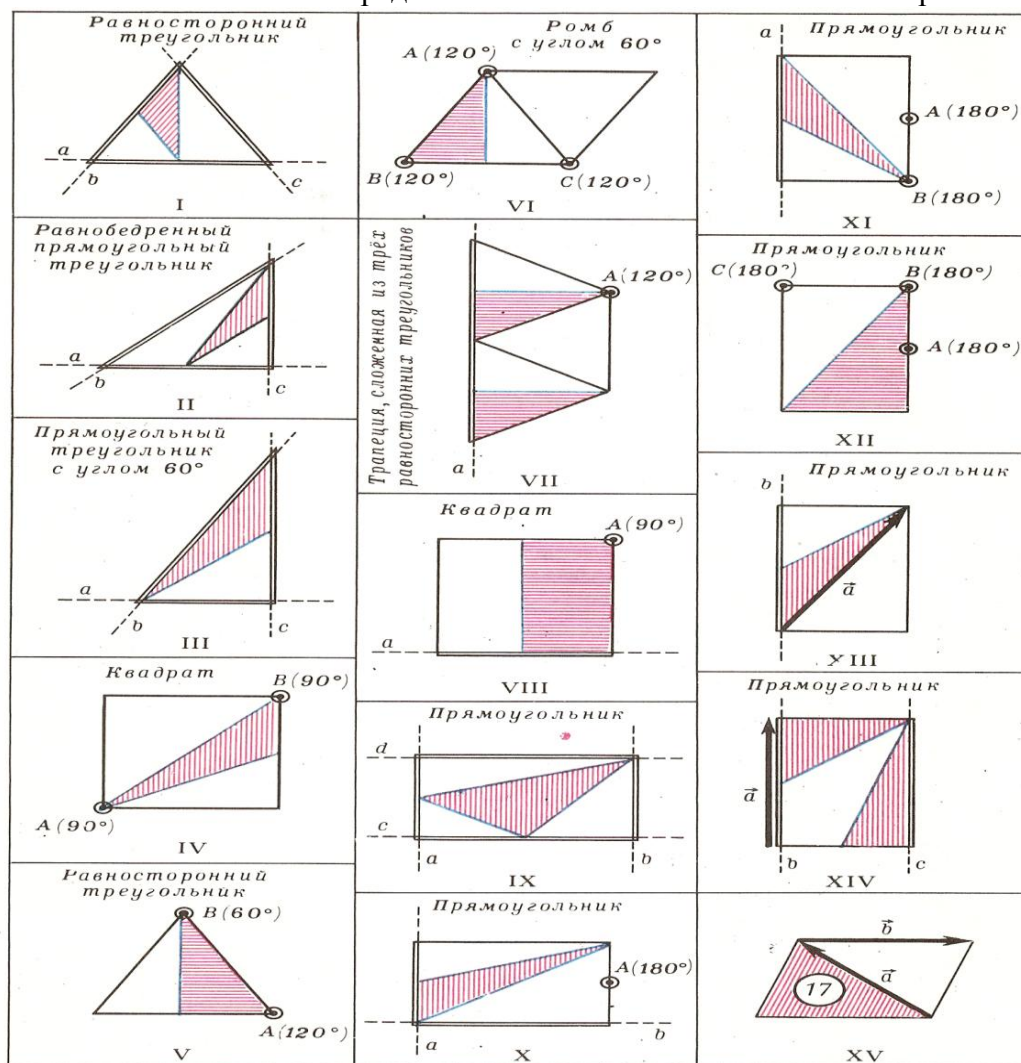 Равносторонний
треугольник
a
b
c
I
Равнобедренный
прямоугольный
треугольник
a
b
c
II
Прямоугольный
треугольник
с углом 60°
a
b
c
III
Квадрат
B(90°)
A(90°)
IV
Равносторонний
треугольник
B(60°)
A(120°)
V
Ромб
с углом 60°
A(120°)
B(120°)
C(120°)
VI
Трапеция, сложенная из трёх
равносторонних треугольников
A(120°)
a
VII
Квадрат
A(90°)
a
VIII
Прямоугольник
d
c
a
b
IX
Прямоугольник
A(180°)
a
b
X
a
Прямоугольник
A(180°)
B(180°)
XI
Прямоугольник
C(180°)
B(180°)
A(180°)
XII
Прямоугольник
b
a
XIII
Прямоугольник
a
b
c
XIV
b
a
17
XV